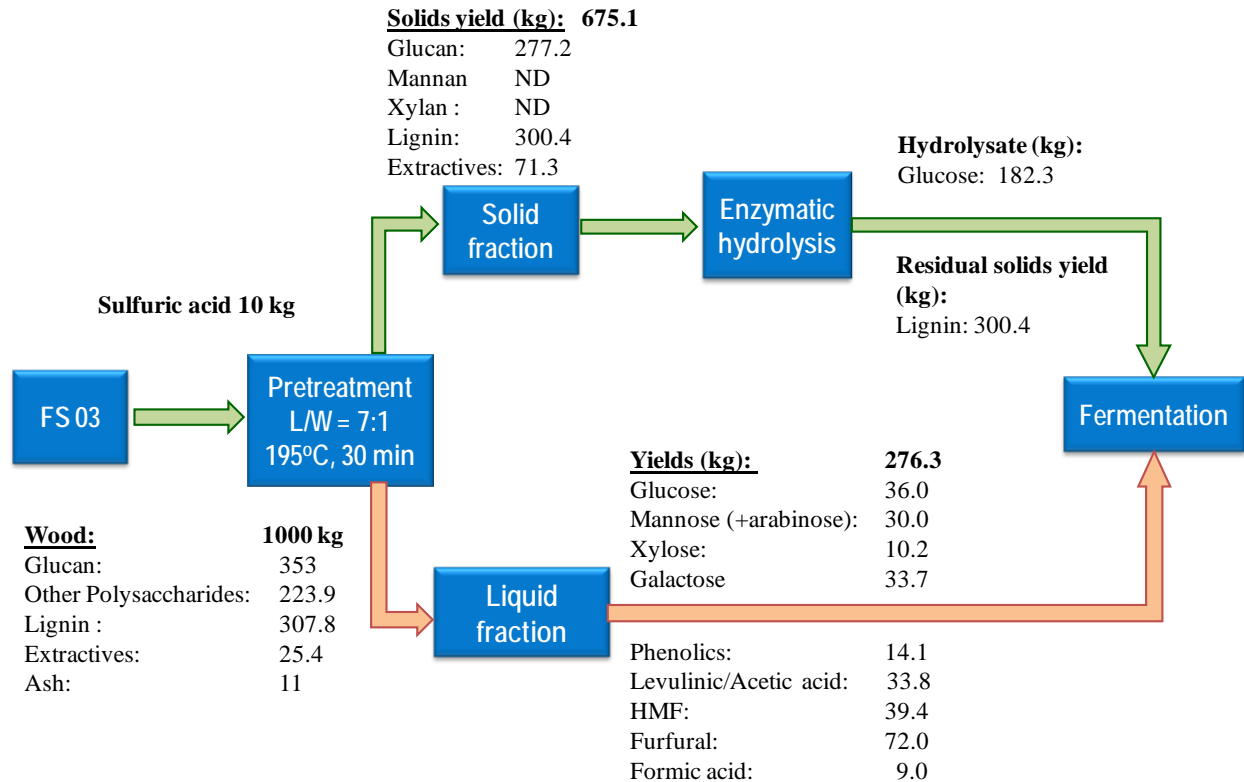 Solids yield (kg): 675.1
Glucan: 277.2
Mannan ND
Xylan : ND
Lignin: 300.4
Extractives: 71.3
Solid
fraction
Enzymatic
hydrolysis
Hydrolysate (kg):
Glucose: 182.3
Residual solids yield
(kg):
Lignin: 300.4
Sulfuric acid 10 kg
FS 03
Pretreatment
L/W = 7:1
195ºC, 30 min
Fermentation
Wood: 1000 kg
Glucan: 353
Other Polysaccharides: 223.9
Lignin : 307.8
Extractives: 25.4
Ash: 11
Liquid
fraction
Yields (kg): 276.3
Glucose: 36.0
Mannose (+arabinose): 30.0
Xylose: 10.2
Galactose 33.7
Phenolics: 14.1
Levulinic/Acetic acid: 33.8
HMF: 39.4
Furfural: 72.0
Formic acid: 9.0